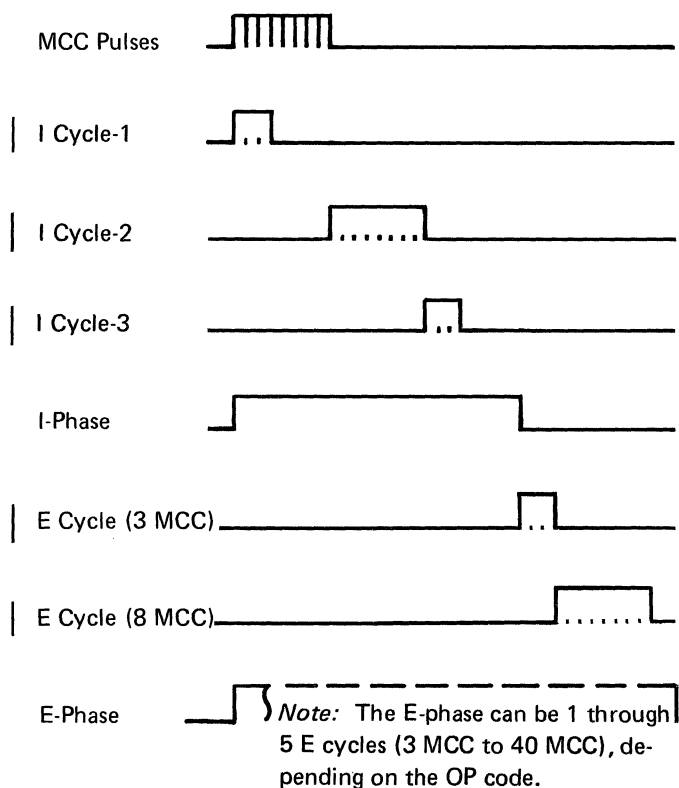 MCC Pulses
I Cycle-1
I Cycle-2
I Cycle-3
I-Phase
E Cycle (3 MCC)
E Cycle (8 MCC)
E-Phase
Note: The E-phase can be 1 through
5 E cycles (3 MCC to 40 MCC), de-
pending on the OP code.